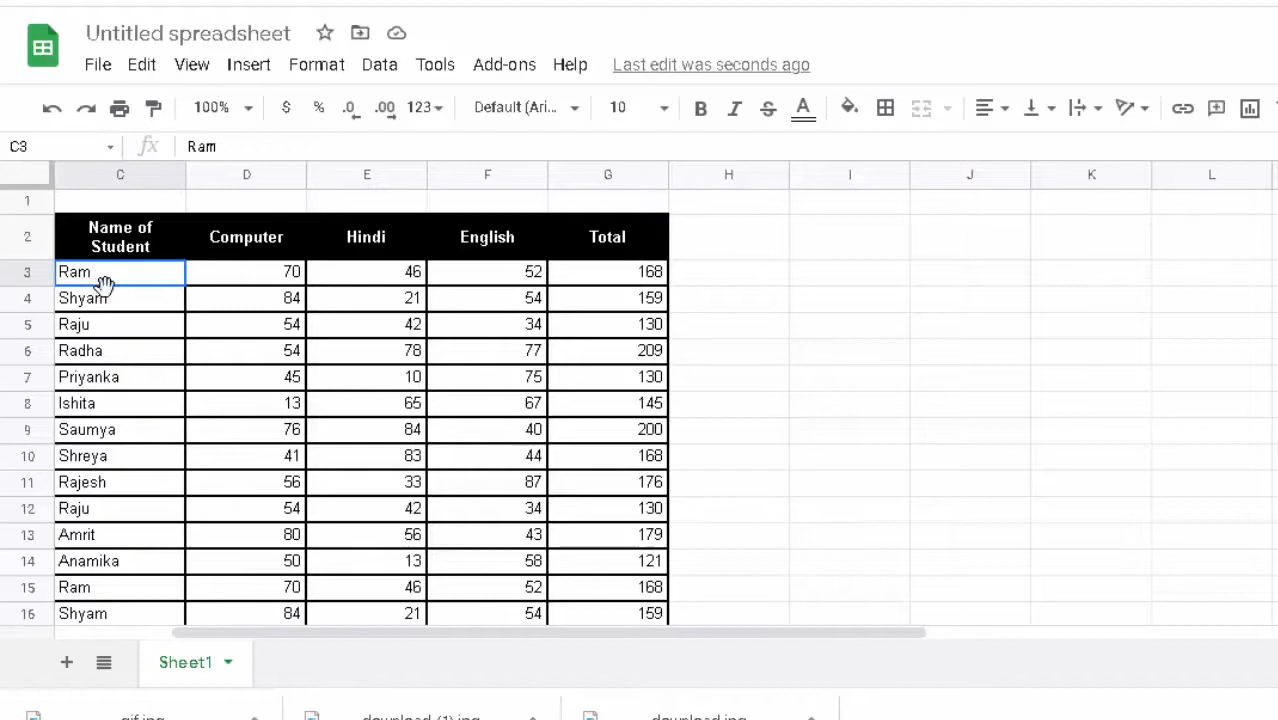 Untitled spreadsheet
File Edit View Insert Format Data Tools Add-ons Help Last edit was seconds ago
100% $ % .0 .00 123 Default (Ari... 10 B I S A
C3 fx Ram
C D E F G H I J K L
1
2 Name of Student Computer Hindi English Total
3 Ram 70 46 52 168
4 Shyam 84 21 54 159
5 Raju 54 42 34 130
6 Radha 54 78 77 209
7 Priyanka 45 10 75 130
8 Ishita 13 65 67 145
9 Saumya 76 84 40 200
10 Shreya 41 83 44 168
11 Rajesh 56 33 87 176
12 Raju 54 42 34 130
13 Amrit 80 56 43 179
14 Anamika 50 13 58 121
15 Ram 70 46 52 168
16 Shyam 84 21 54 159
+ Sheet1